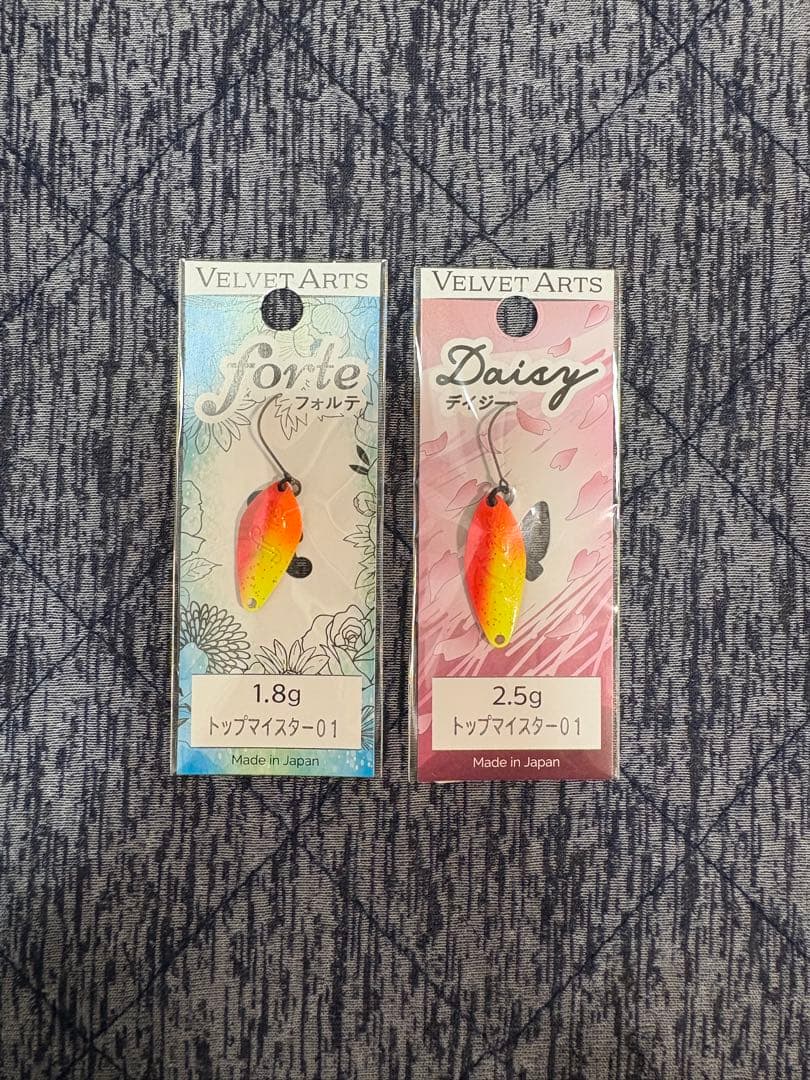 VELVET ARTS
forte
フォルテ
1.8g
トップマイスター01
Made in Japan
VELVET ARTS
Daisy
デイジー
2.5g
トップマイスター01
Made in Japan